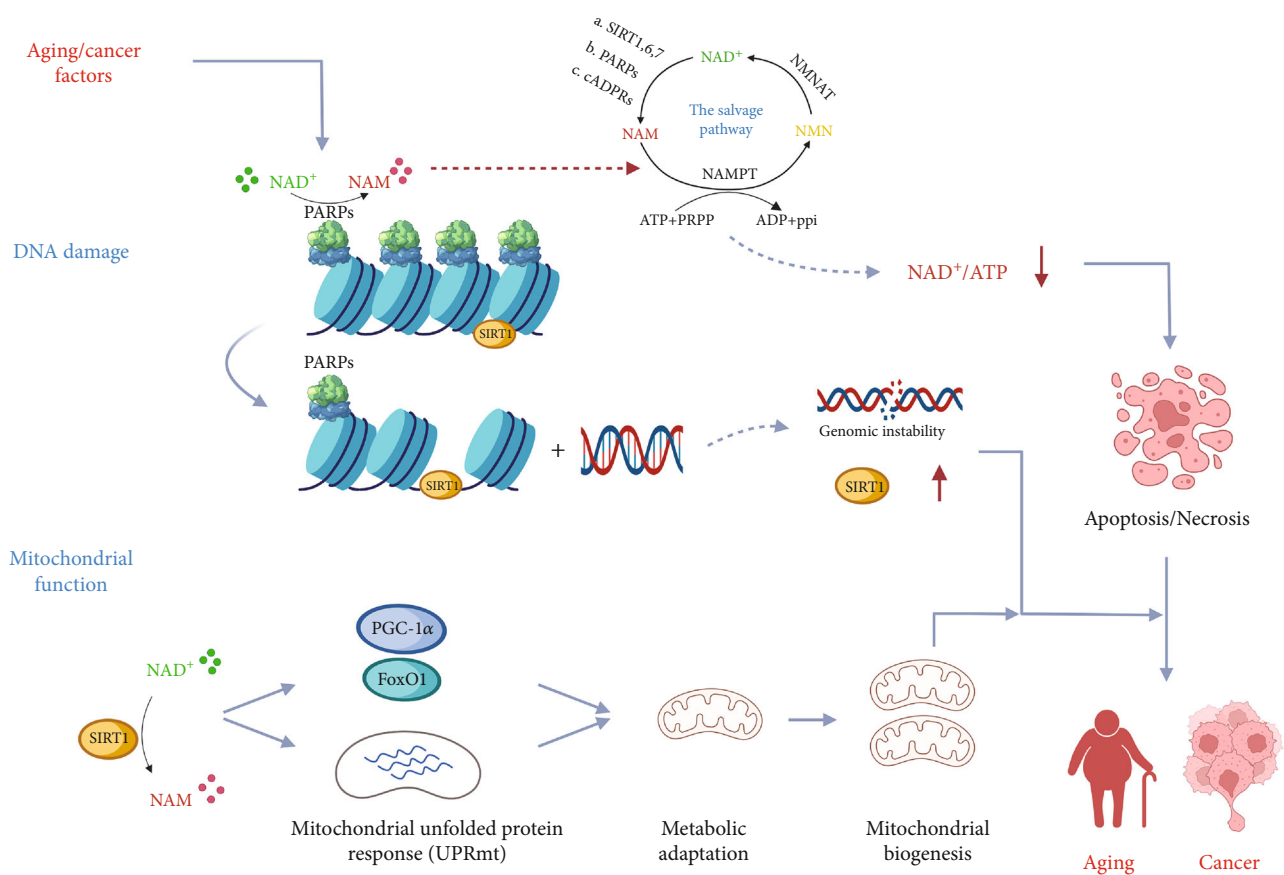 Aging/cancer
factors
a. SIRT1,6,7
b. PARPs
c. cADPRs
NAD+
NMNAT
The salvage
pathway
NAM
NMN
NAMPT
ATP+PRPP
ADP+ppi
NAD+
NAM
PARPs
DNA damage
NAD+/ATP
SIRT1
PARPs
SIRT1
+
Genomic instability
SIRT1
Apoptosis/Necrosis
Mitochondrial
function
PGC-1α
FoxO1
NAD+
SIRT1
NAM
Mitochondrial unfolded protein
response (UPRmt)
Metabolic
adaptation
Mitochondrial
biogenesis
Aging
Cancer